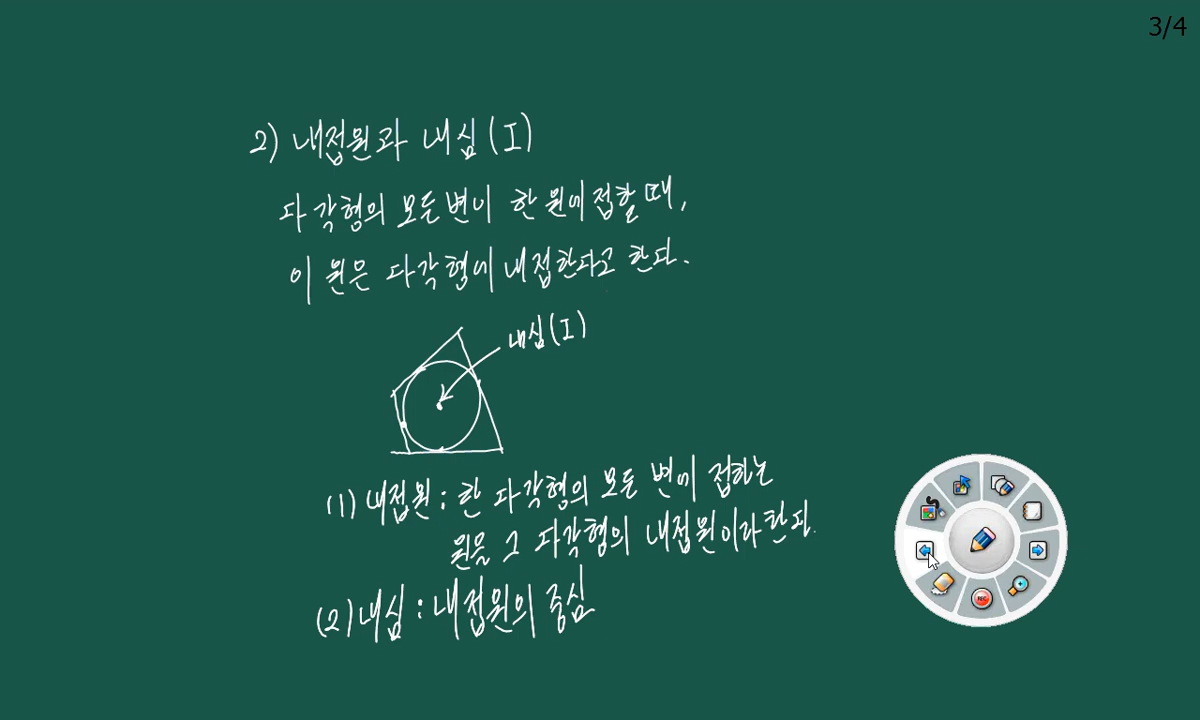 3/4
2) 내접원과 내심(I)
다각형의 모든 변이 한 원에 접할 때,
이 원은 다각형에 내접한다고 한다.
내심(I)
(1) 내접원 : 한 다각형의 모든 변에 접하는
원을 그 다각형의 내접원이라 한다.
(2) 내심 : 내접원의 중심
REC